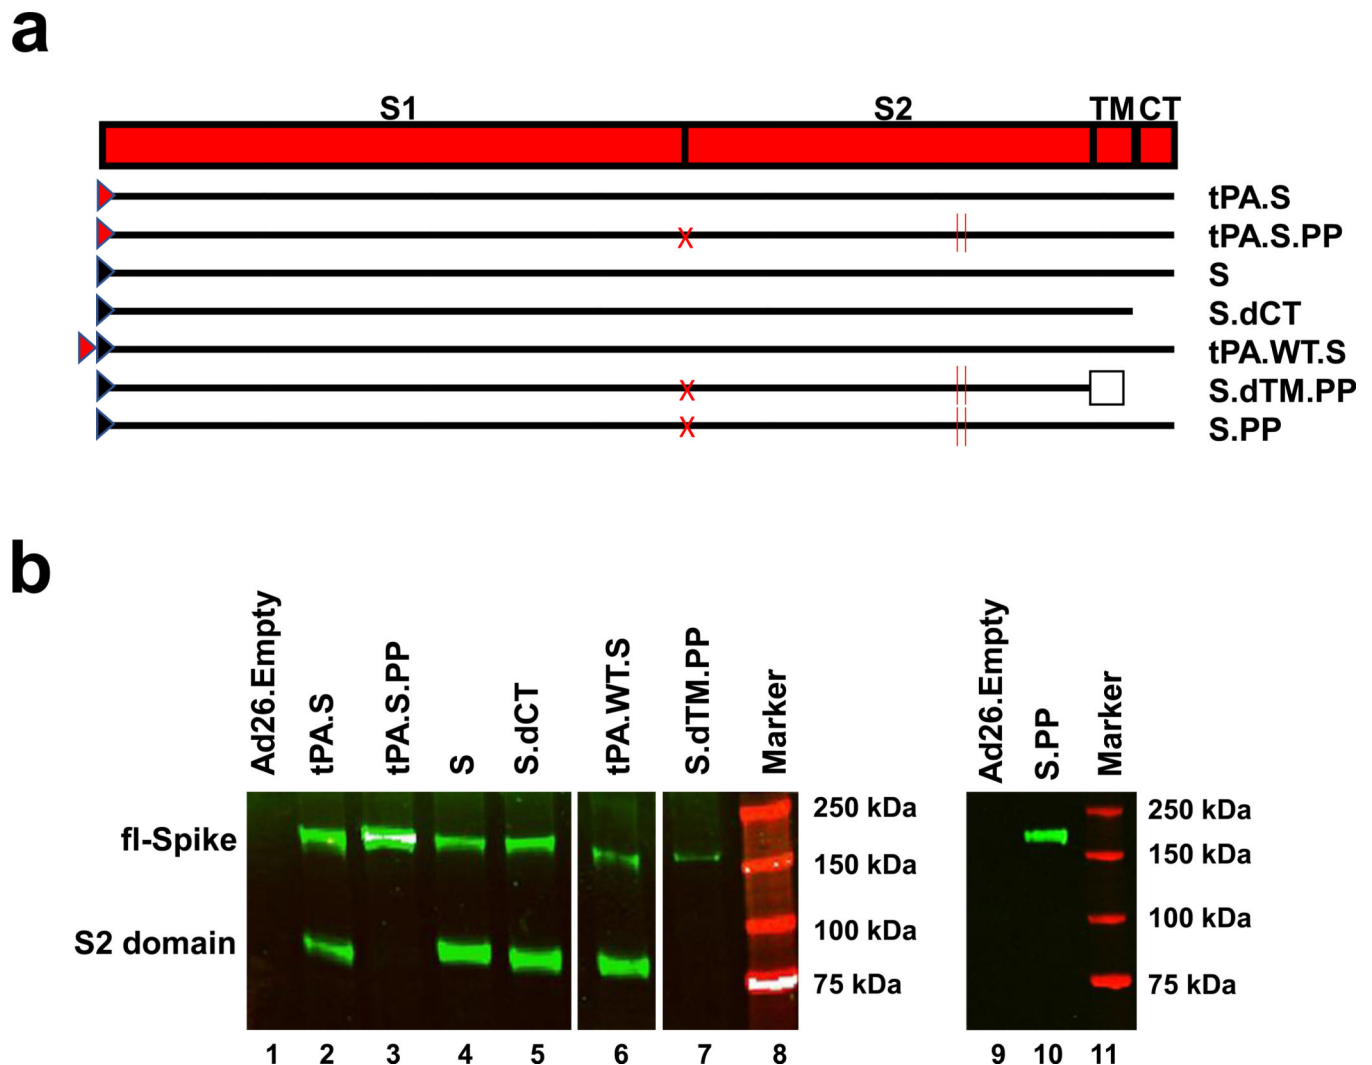 a
S1 S2 TM CT
tPA.S
tPA.S.PP
S
S.dCT
tPA.WT.S
S.dTM.PP
S.PP
b
Ad26.Empty tPA.S tPA.S.PP S S.dCT tPA.WT.S S.dTM.PP Marker Ad26.Empty S.PP Marker
250 kDa 250 kDa
fl-Spike
150 kDa 150 kDa
100 kDa 100 kDa
S2 domain
75 kDa 75 kDa
1 2 3 4 5 6 7 8 9 10 11